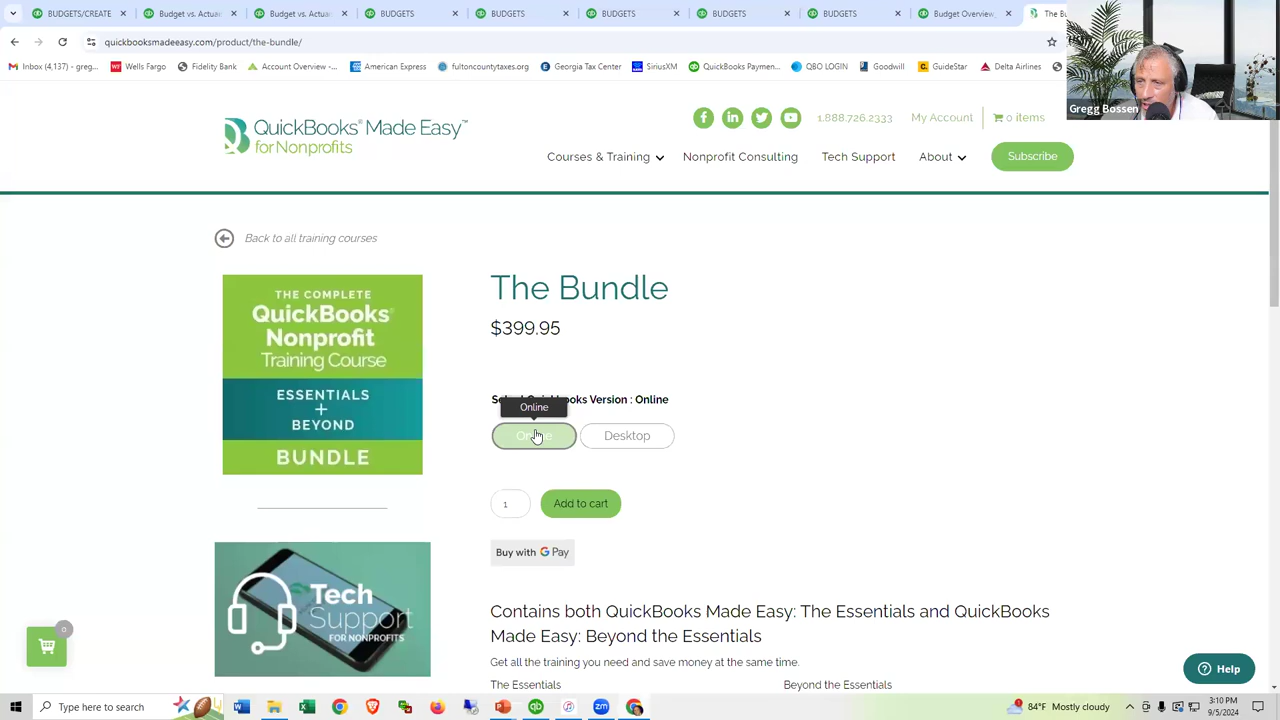 BUDGETS/CREATE
Budget vs. Actua
BUDGETS
BUDGETS
BUDGETS
BUDGETS
Budget Overview,
The Bu
quickbooksmadeeasy.com/product/the-bundle/
Inbox (4,137) - greg...
Wells Fargo
Fidelity Bank
Account Overview -...
American Express
fultoncountytaxes.org
Georgia Tax Center
SiriusXM
QuickBooks Paymen...
QBO LOGIN
Goodwill
GuideStar
Delta Airlines
Gregg Bossen
QuickBooks® Made Easy™
for Nonprofits
1.888.726.2333
My Account
0 items
Courses & Training
Nonprofit Consulting
Tech Support
About
Subscribe
Back to all training courses
THE COMPLETE
QuickBooks®
Nonprofit
Training Course
ESSENTIALS
+
BEYOND
BUNDLE
The Bundle
$399.95
Version : Online
Online
Desktop
1
Add to cart
Buy with G Pay
Tech
Support
FOR NONPROFITS
Contains both QuickBooks Made Easy: The Essentials and QuickBooks
Made Easy: Beyond the Essentials
Get all the training you need and save money at the same time.
The Essentials
Beyond the Essentials
0
Help
Type here to search
84°F Mostly cloudy
3:10 PM
9/5/2024